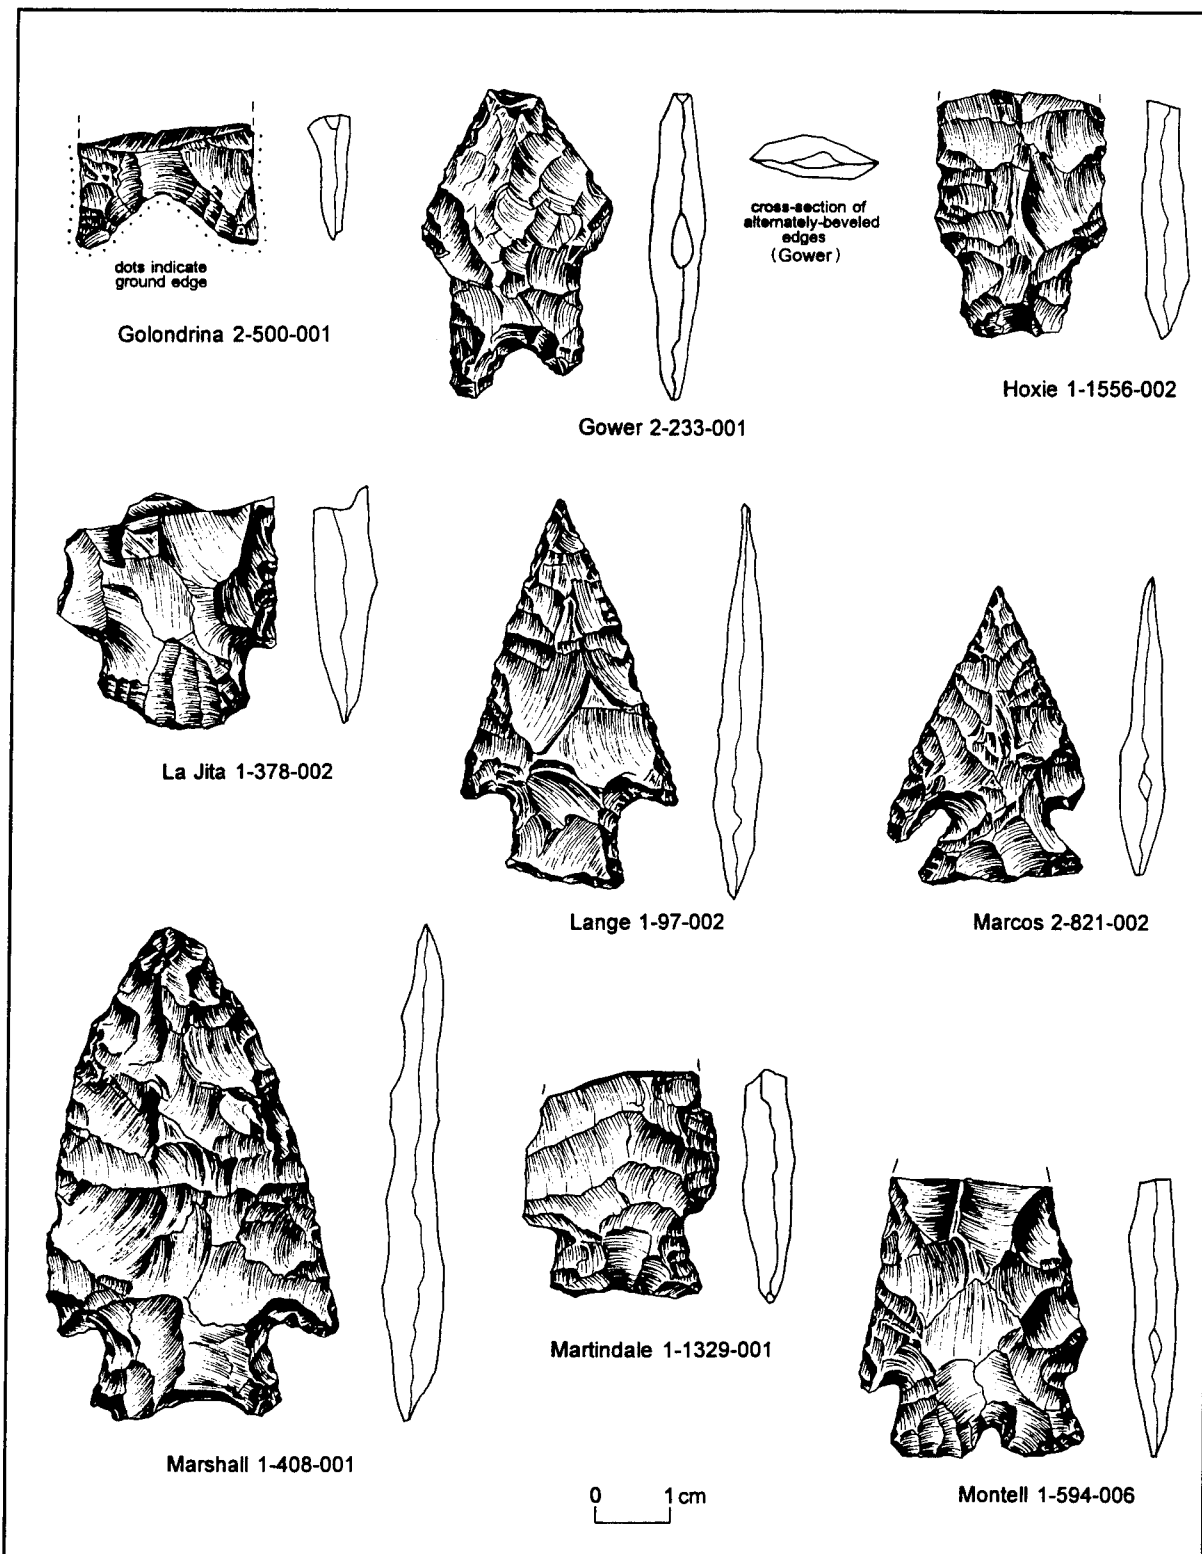 dots indicate
ground edge
Golondrina 2-500-001
Gower 2-233-001
cross-section of
alternately-beveled
edges
(Gower)
Hoxie 1-1556-002
La Jita 1-378-002
Lange 1-97-002
Marcos 2-821-002
Marshall 1-408-001
Martindale 1-1329-001
0 1 cm
Montell 1-594-006